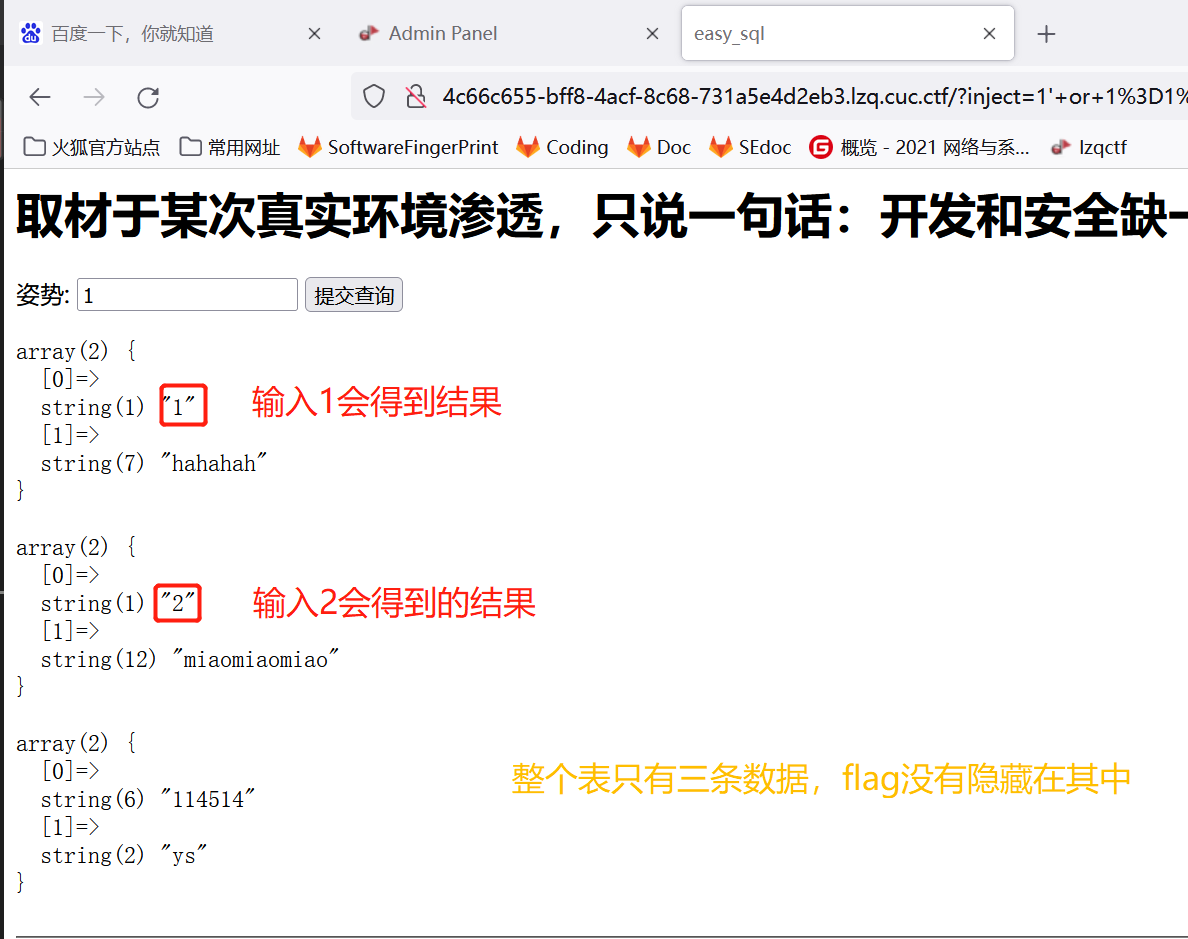 百度一下，你就知道
Admin Panel
easy_sql
4c66c655-bff8-4acf-8c68-731a5e4d2eb3.lzq.cuc.ctf/?inject=1'+or+1%3D1%
火狐官方站点 常用网址 SoftwareFingerPrint Coding Doc SEdoc 概览 - 2021 网络与系... lzqctf
取材于某次真实环境渗透，只说一句话：开发和安全缺一
姿势: 1 提交查询
array(2) {
[0]=>
string(1) "1" 输入1会得到结果
[1]=>
string(7) "hahahah"
}
array(2) {
[0]=>
string(1) "2" 输入2会得到的结果
[1]=>
string(12) "miaomiaomiao"
}
array(2) {
[0]=>
整个表只有三条数据，flag没有隐藏在其中
string(6) "114514"
[1]=>
string(2) "ys"
}